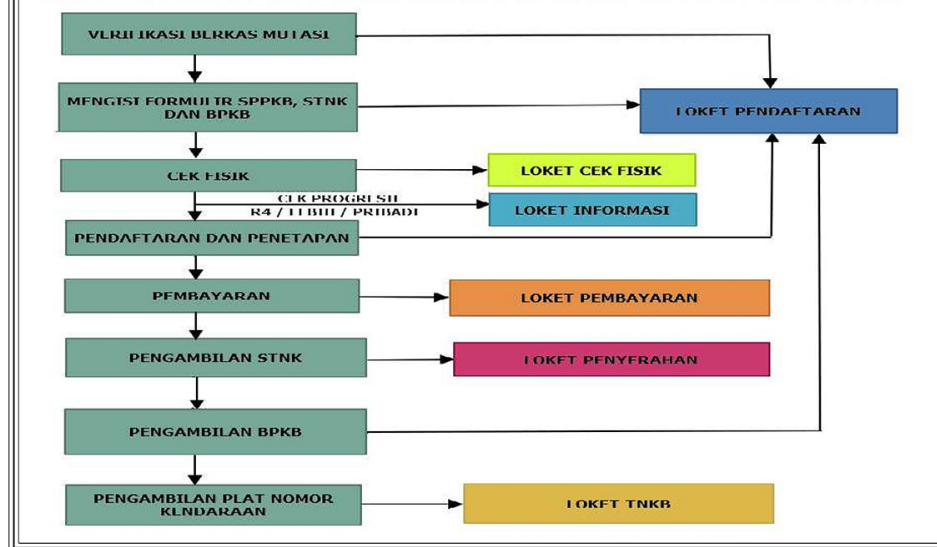 VERIFIKASI BERKAS MUTASI
MENGISI FORMULIR SPPKB, STNK
DAN BPKB
LOKET PENDAFTARAN
CEK FISIK
LOKET CEK FISIK
CEK PROGRESIF
R4 / LEBIH / PRIBADI
LOKET INFORMASI
PENDAFTARAN DAN PENETAPAN
PEMBAYARAN
LOKET PEMBAYARAN
PENGAMBILAN STNK
LOKET PENYERAHAN
PENGAMBILAN BPKB
PENGAMBILAN PLAT NOMOR
KENDARAAN
LOKET TNKB